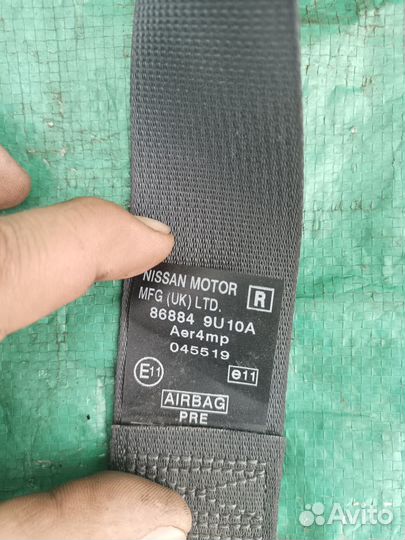 NISSAN MOTOR
MFG (UK) LTD.
R
86884 9U10A
Aer4mp
045519
E11
e11
AIRBAG
PRE
Avito